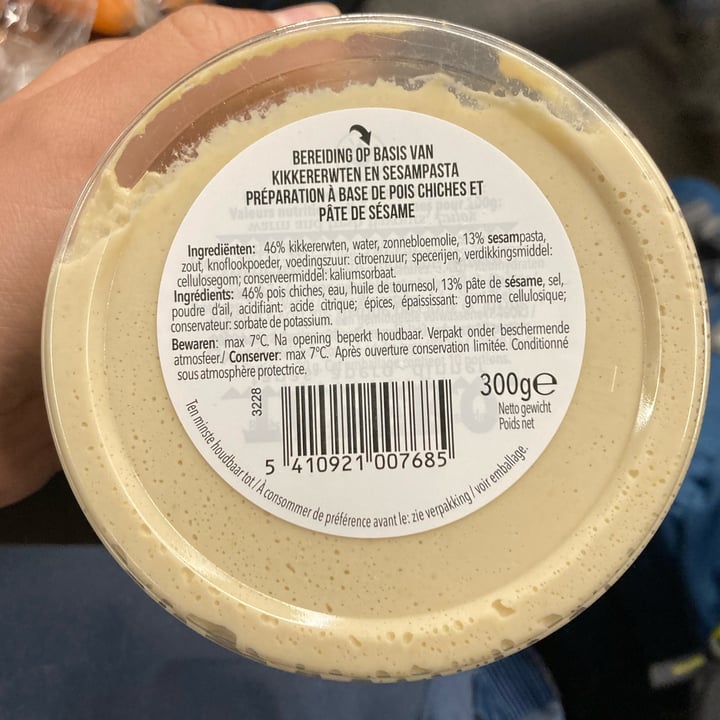 BEREIDING OP BASIS VAN
KIKKERERWTEN EN SESAMPASTA
PRÉPARATION À BASE DE POIS CHICHES ET
PÂTE DE SÉSAME
Ingrediënten: 46% kikkererwten, water, zonnebloemolie, 13% sesampasta,
zout, knoflookpoeder, voedingszuur: citroenzuur; specerijen, verdikkingsmiddel:
cellulosegom; conserveermiddel: kaliumsorbaat.
Ingrédients: 46% pois chiches, eau, huile de tournesol, 13% pâte de sésame, sel,
poudre d'ail, acidifiant: acide citrique; épices, épaississant: gomme cellulosique;
conservateur: sorbate de potassium.
Bewaren: max 7°C. Na opening beperkt houdbaar. Verpakt onder beschermende
atmosfeer./ Conserver: max 7°C. Après ouverture conservation limitée. Conditionné
sous atmosphère protectrice.
3228
300g℮
Netto gewicht
Poids net
5 410921 007685
Ten minste houdbaar tot / À consommer de préférence avant le: zie verpakking / voir emballage.